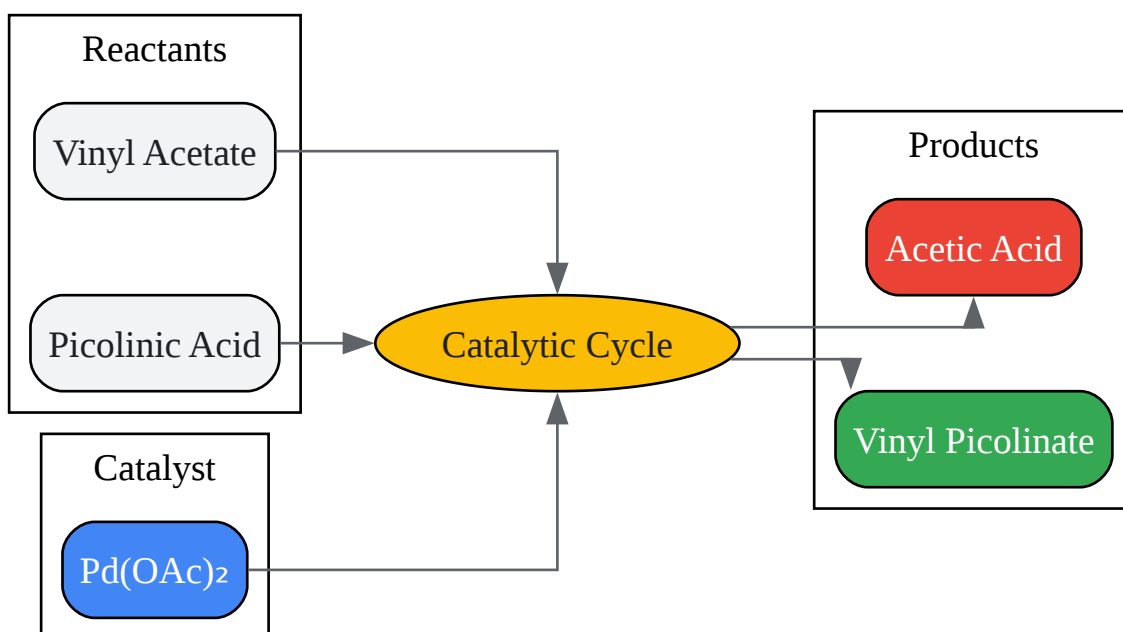 Reactants
Vinyl Acetate
Picolinic Acid
Catalyst
Pd(OAc)₂
Catalytic Cycle
Products
Acetic Acid
Vinyl Picolinate